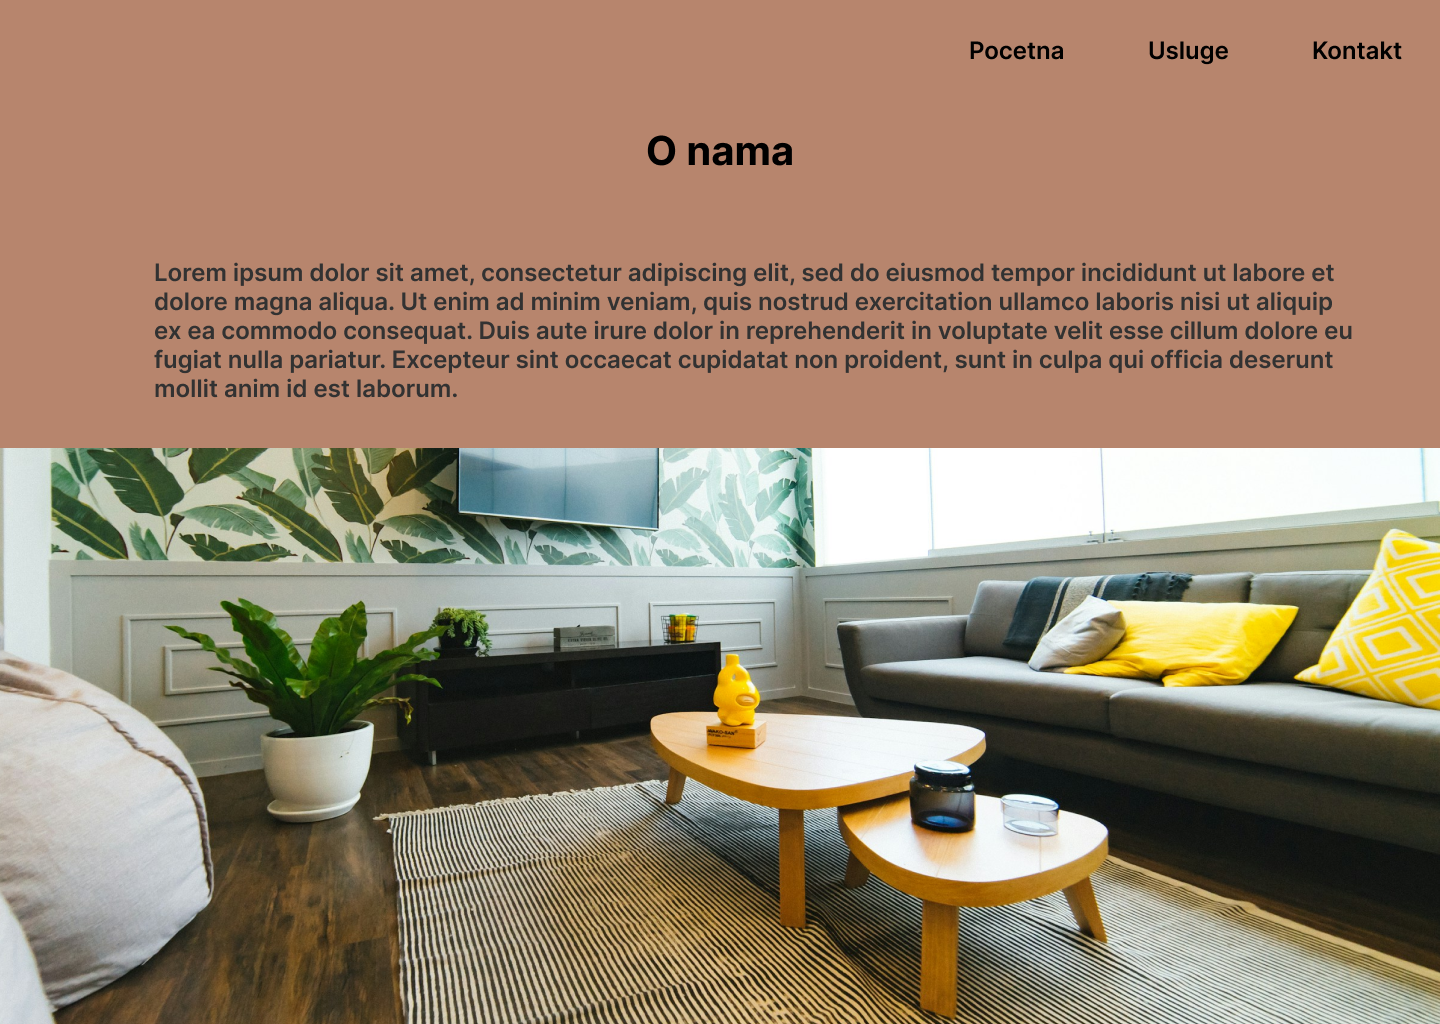 Pocetna Usluge Kontakt
O nama
Lorem ipsum dolor sit amet, consectetur adipiscing elit, sed do eiusmod tempor incididunt ut labore et
dolore magna aliqua. Ut enim ad minim veniam, quis nostrud exercitation ullamco laboris nisi ut aliquip
ex ea commodo consequat. Duis aute irure dolor in reprehenderit in voluptate velit esse cillum dolore eu
fugiat nulla pariatur. Excepteur sint occaecat cupidatat non proident, sunt in culpa qui officia deserunt
mollit anim id est laborum.